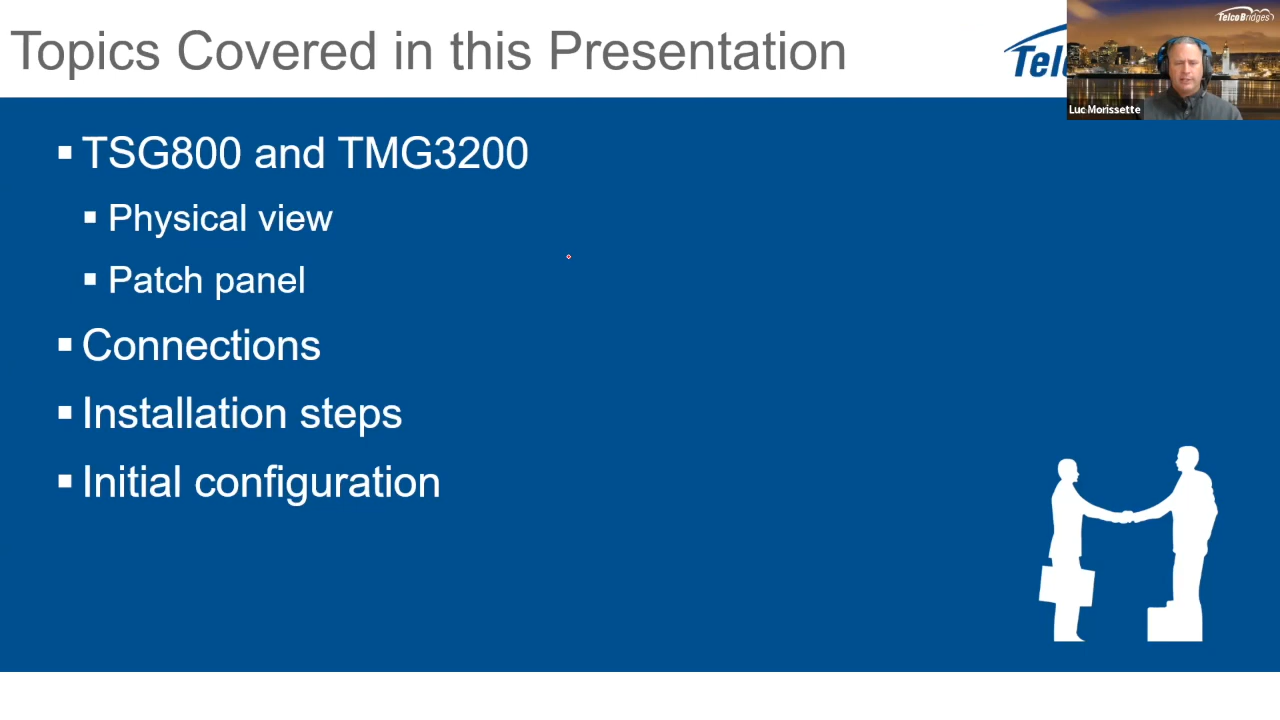 Topics Covered in this Presentation
TelcoBridges
Luc Morissette
TSG800 and TMG3200
Physical view
Patch panel
Connections
Installation steps
Initial configuration